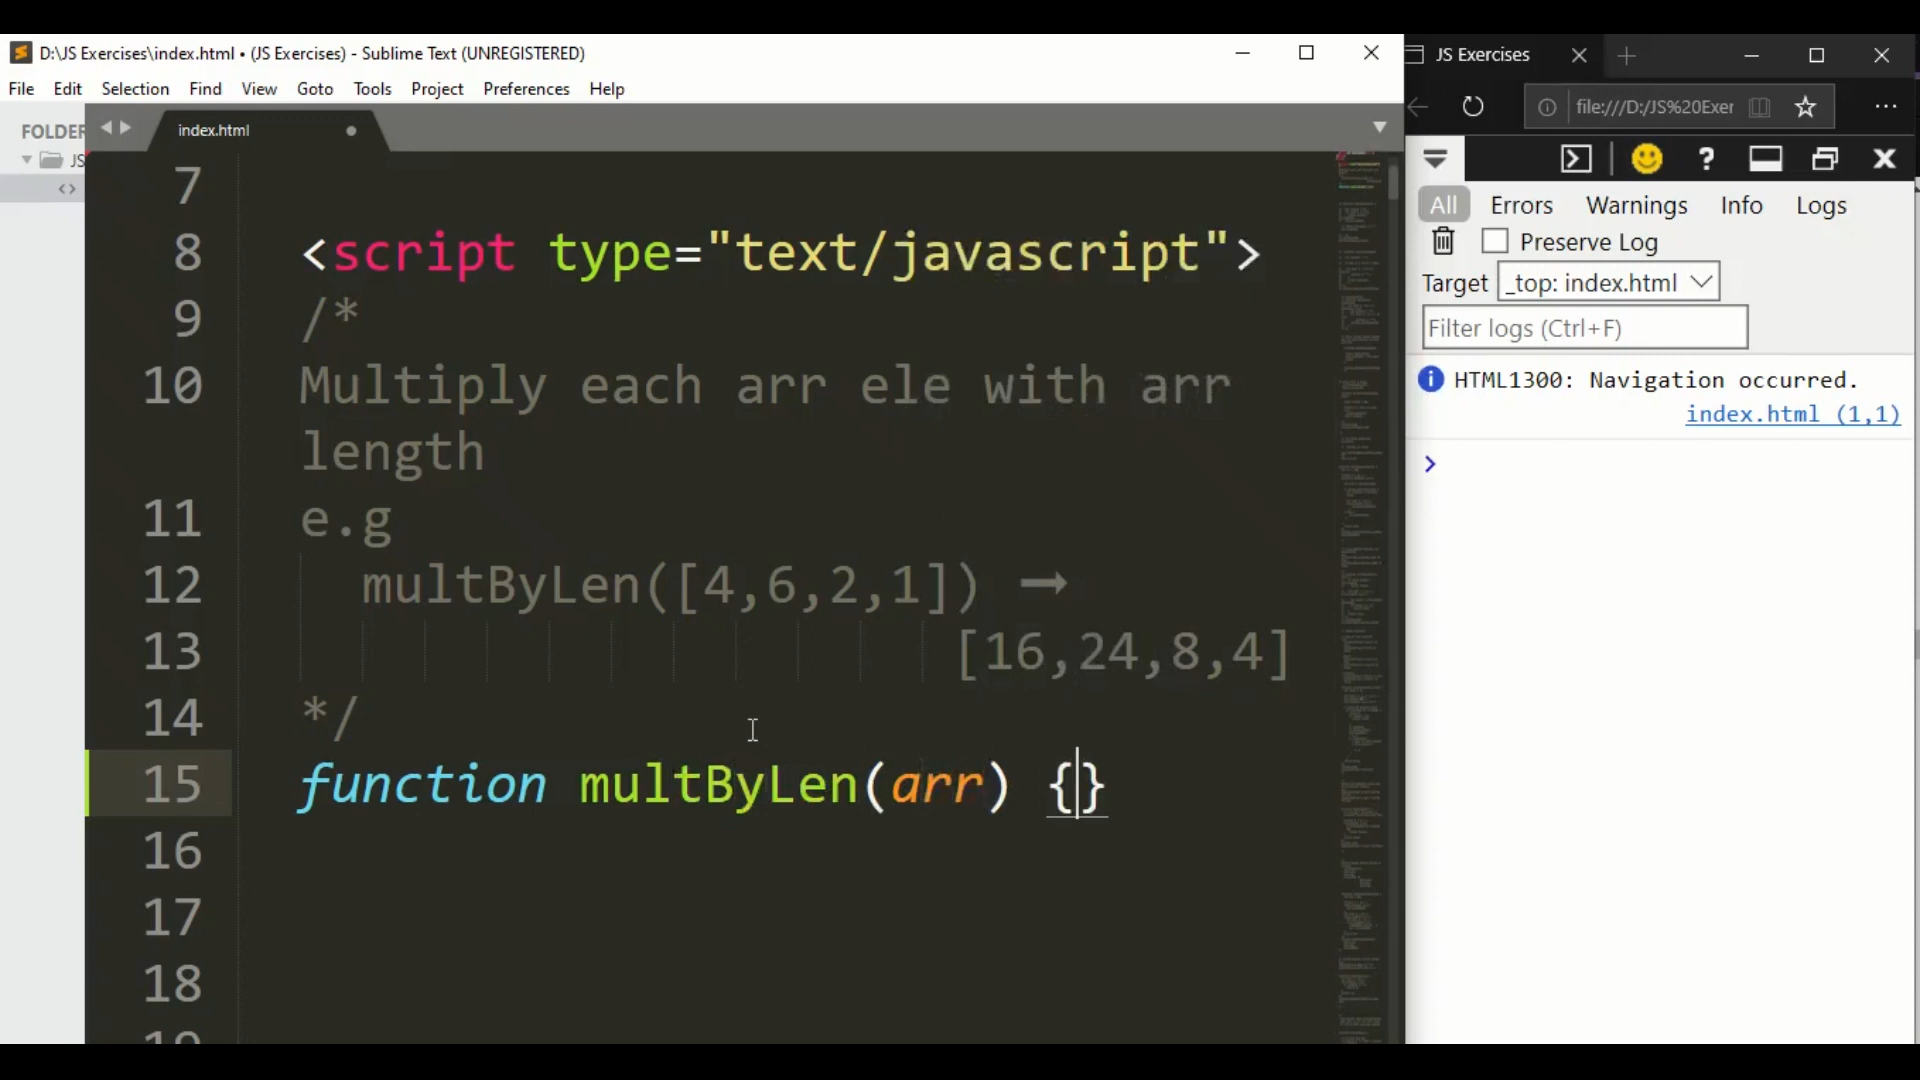 D:\JS Exercises\index.html • (JS Exercises) - Sublime Text (UNREGISTERED)
File Edit Selection Find View Goto Tools Project Preferences Help
FOLDER
JS
index.html
7
8 <script type="text/javascript">
9 /*
10 Multiply each arr ele with arr
length
11 e.g
12 multByLen([4,6,2,1]) →
13 [16,24,8,4]
14 */
15 function multByLen(arr) {}
16
17
18
JS Exercises
file:///D:/JS%20Exer
All Errors Warnings Info Logs
Preserve Log
Target _top: index.html
Filter logs (Ctrl+F)
HTML1300: Navigation occurred.
index.html (1,1)